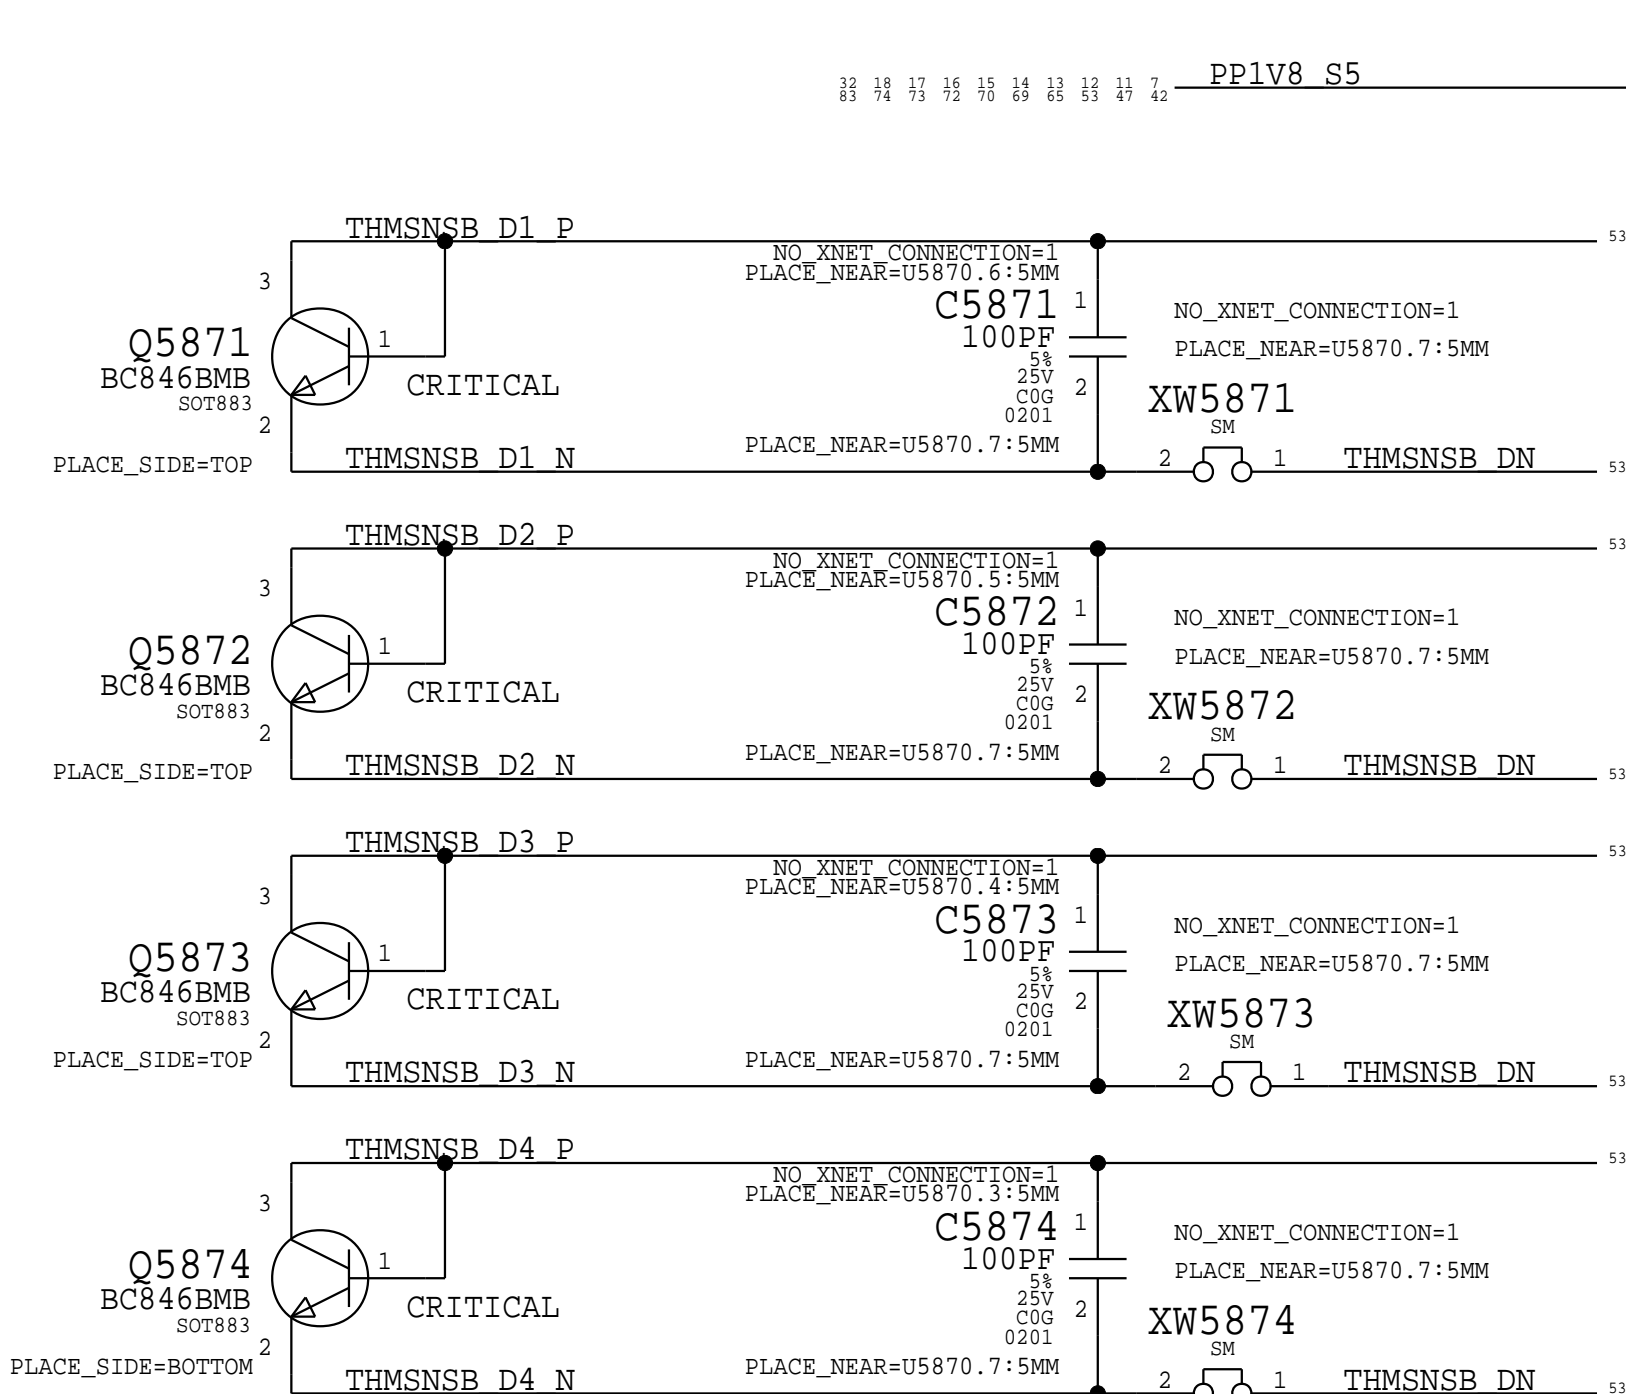 PP1V8_S5
32 18 17 16 15 14 13 12 11 7
83 74 73 72 70 69 65 53 47 42
THMSNSB_D1_P
53
NO_XNET_CONNECTION=1
PLACE_NEAR=U5870.6:5MM
3
C5871 1
NO_XNET_CONNECTION=1
Q5871
1
100PF
PLACE_NEAR=U5870.7:5MM
5%
BC846BMB
CRITICAL
25V
2
SOT883
C0G
XW5871
0201
2
SM
PLACE_NEAR=U5870.7:5MM
PLACE_SIDE=TOP
THMSNSB_D1_N
2 1
THMSNSB_DN
53
THMSNSB_D2_P
53
NO_XNET_CONNECTION=1
PLACE_NEAR=U5870.5:5MM
3
C5872 1
NO_XNET_CONNECTION=1
Q5872
1
100PF
PLACE_NEAR=U5870.7:5MM
5%
BC846BMB
CRITICAL
25V
2
SOT883
C0G
XW5872
0201
2
SM
PLACE_NEAR=U5870.7:5MM
PLACE_SIDE=TOP
THMSNSB_D2_N
2 1
THMSNSB_DN
53
THMSNSB_D3_P
53
NO_XNET_CONNECTION=1
PLACE_NEAR=U5870.4:5MM
3
C5873 1
NO_XNET_CONNECTION=1
Q5873
1
100PF
PLACE_NEAR=U5870.7:5MM
5%
BC846BMB
CRITICAL
25V
2
SOT883
C0G
XW5873
0201
2
SM
PLACE_NEAR=U5870.7:5MM
PLACE_SIDE=TOP
THMSNSB_D3_N
2 1
THMSNSB_DN
53
THMSNSB_D4_P
53
NO_XNET_CONNECTION=1
PLACE_NEAR=U5870.3:5MM
3
C5874 1
NO_XNET_CONNECTION=1
Q5874
1
100PF
PLACE_NEAR=U5870.7:5MM
5%
BC846BMB
CRITICAL
25V
2
SOT883
C0G
XW5874
0201
2
SM
PLACE_NEAR=U5870.7:5MM
PLACE_SIDE=BOTTOM
THMSNSB_D4_N
2 1
THMSNSB_DN
53